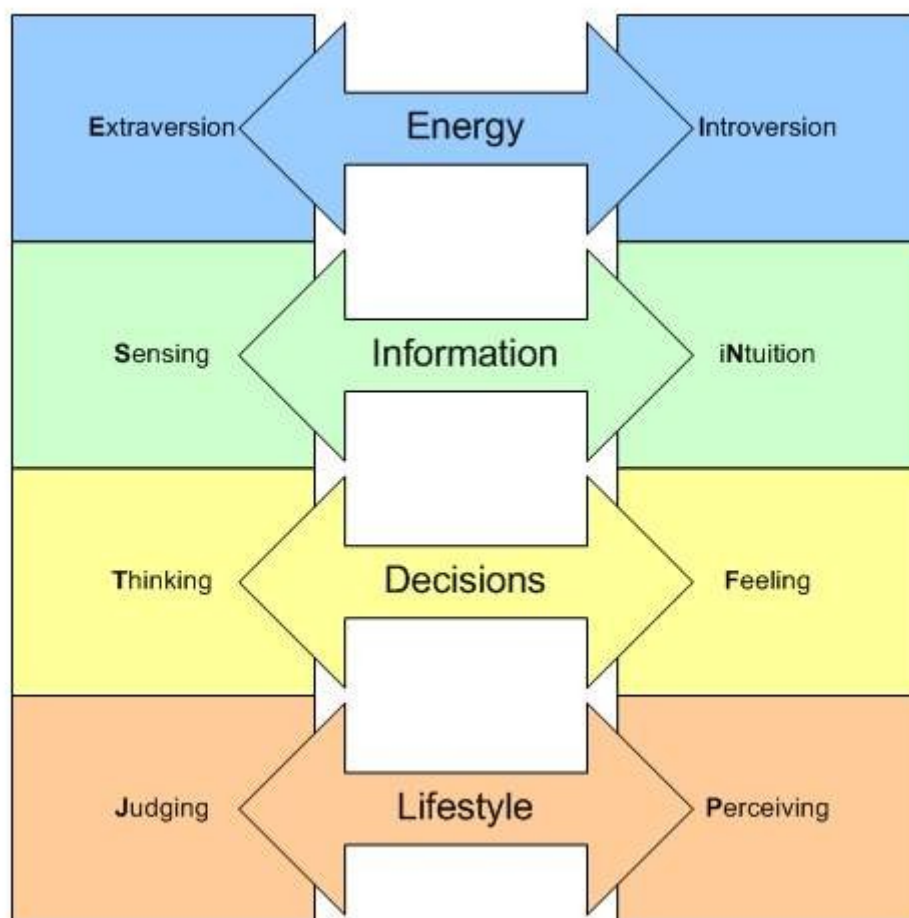 Extraversion Energy Introversion
Sensing Information iNtuition
Thinking Decisions Feeling
Judging Lifestyle Perceiving